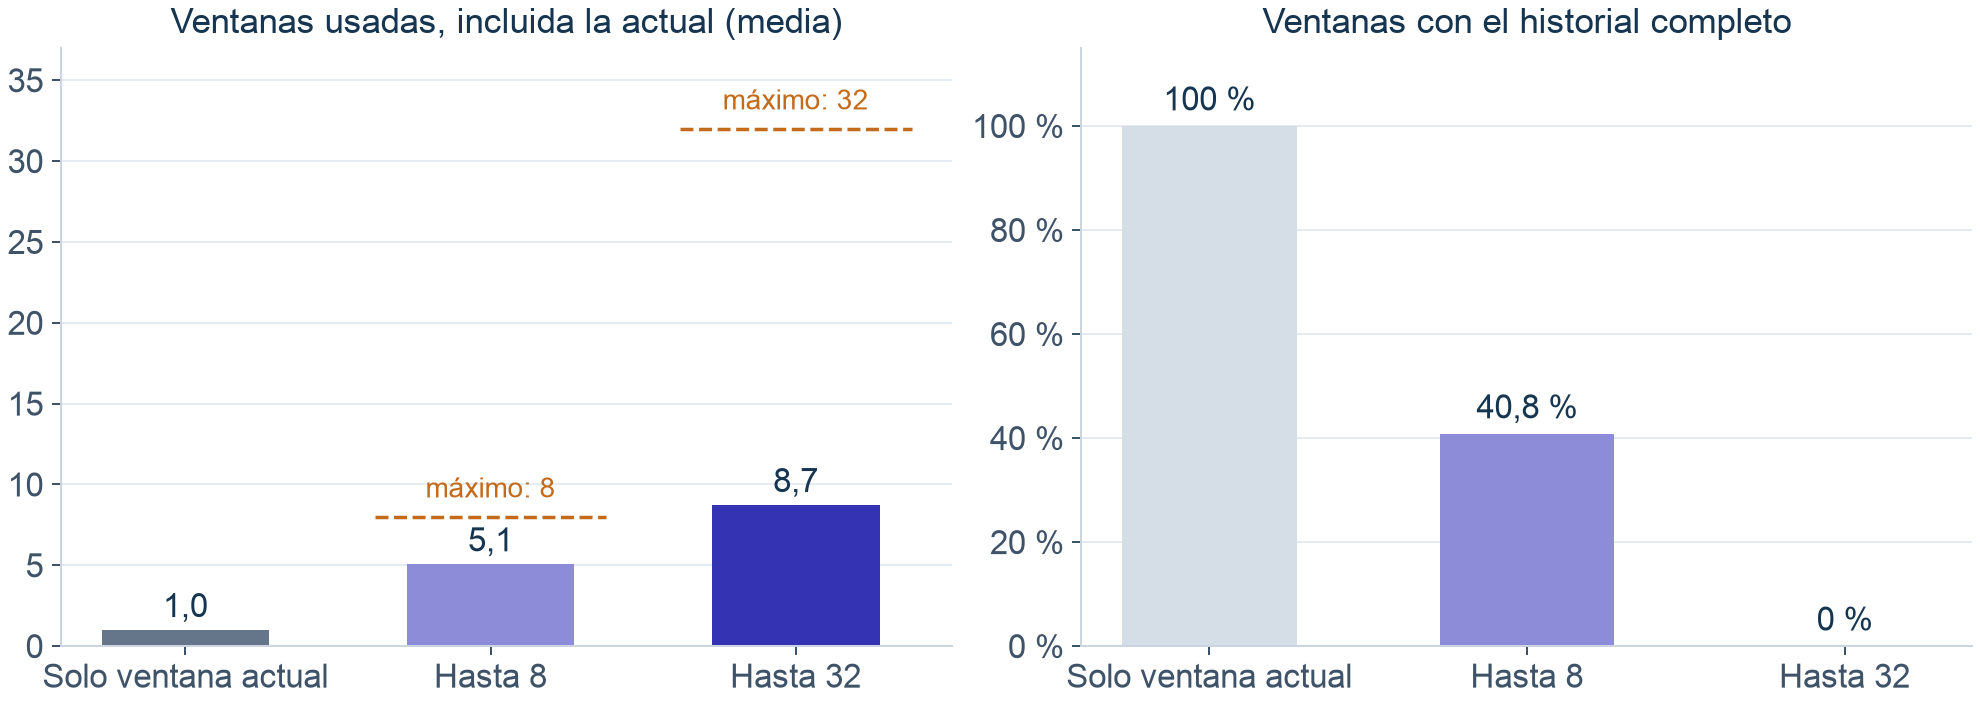 Ventanas usadas, incluida la actual (media)
35
30
25
20
15
10
5
0
máximo: 32
máximo: 8
1,0
5,1
8,7
Solo ventana actual
Hasta 8
Hasta 32
Ventanas con el historial completo
100 %
80 %
60 %
40 %
20 %
0 %
100 %
40,8 %
0 %
Solo ventana actual
Hasta 8
Hasta 32